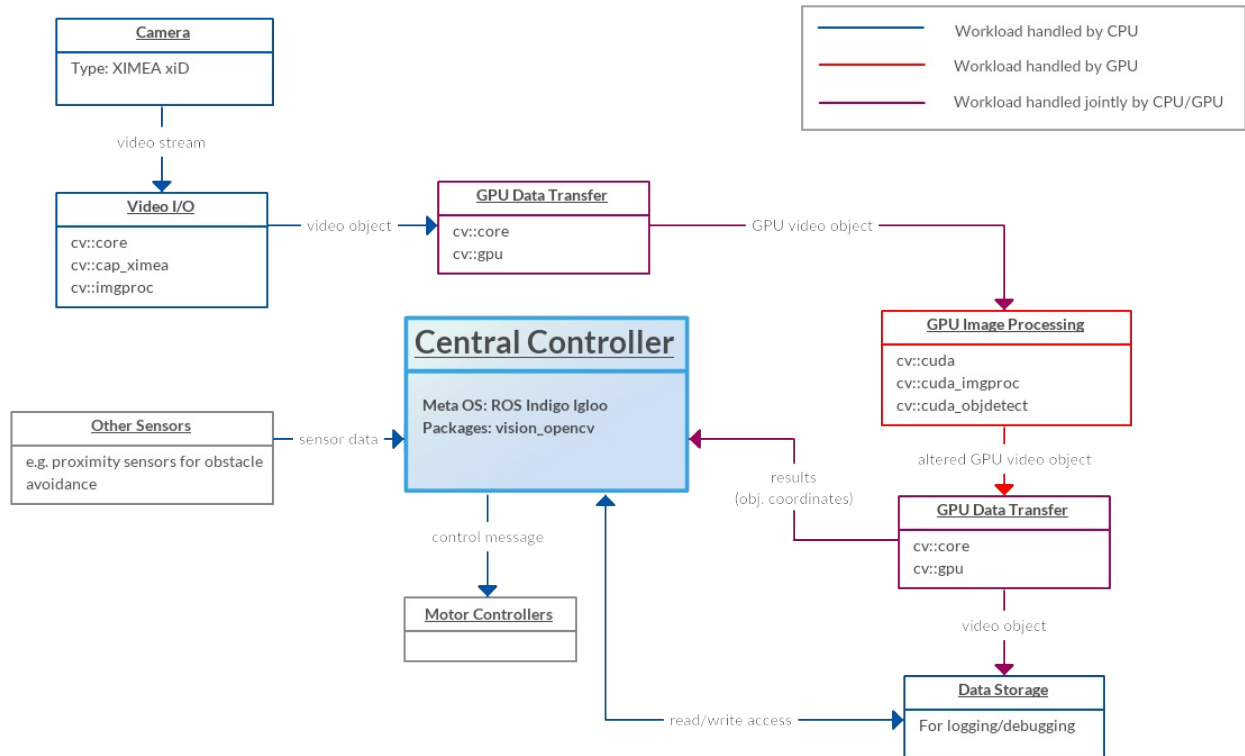 Camera
Type: XIMEA xiD
Workload handled by CPU
Workload handled by GPU
Workload handled jointly by CPU/GPU
video stream
Video I/O
cv::core
cv::cap_ximea
cv::imgproc
video object
GPU Data Transfer
cv::core
cv::gpu
GPU video object
GPU Image Processing
cv::cuda
cv::cuda_imgproc
cv::cuda_objdetect
Central Controller
Meta OS: ROS Indigo Igloo
Packages: vision_opencv
Other Sensors
e.g. proximity sensors for obstacle
avoidance
sensor data
altered GPU video object
results
(obj. coordinates)
GPU Data Transfer
cv::core
cv::gpu
control message
Motor Controllers
video object
Data Storage
For logging/debugging
read/write access